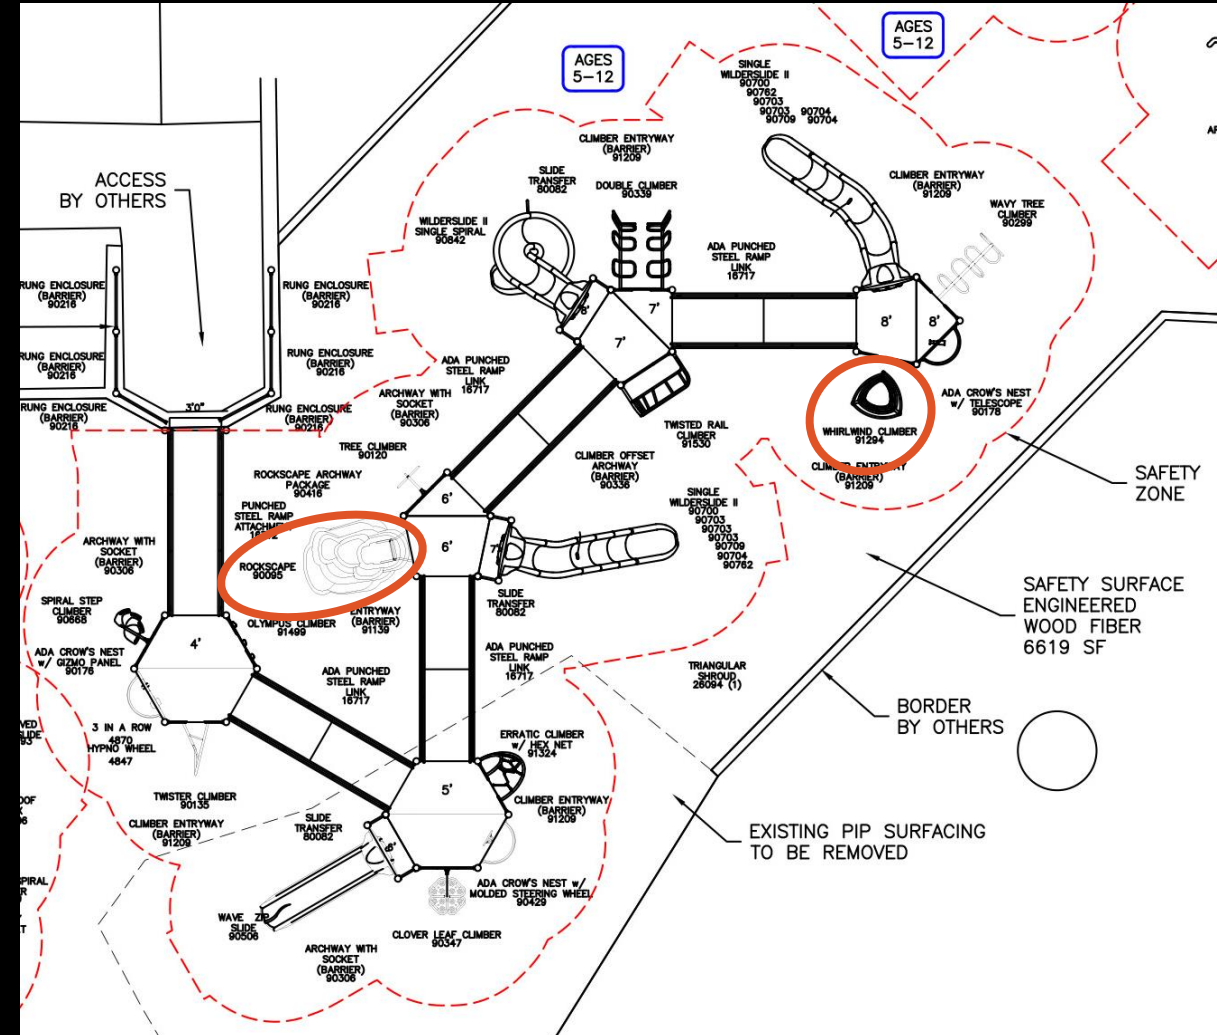 AGES
5-12
AGES
5-12
SINGLE
WILDERSLIDE II
90700
90762
90703
90703 90704
90709 90704
CLIMBER ENTRYWAY
(BARRIER)
91209
SLIDE
TRANSFER
80082
DOUBLE CLIMBER
90339
CLIMBER ENTRYWAY
(BARRIER)
91209
WAVY TREE
CLIMBER
90299
ACCESS
BY OTHERS
WILDERSLIDE II
SINGLE SPIRAL
90842
ADA PUNCHED
STEEL RAMP
LINK
16717
RUNG ENCLOSURE
(BARRIER)
90216
RUNG ENCLOSURE
(BARRIER)
90216
8'
7'
7'
8'
8'
RUNG ENCLOSURE
(BARRIER)
90216
RUNG ENCLOSURE
(BARRIER)
90216
ADA PUNCHED
STEEL RAMP
LINK
16717
ARCHWAY WITH
SOCKET
(BARRIER)
90306
ADA CROW'S NEST
w/ TELESCOPE
90178
3'0"
RUNG ENCLOSURE
(BARRIER)
90216
RUNG ENCLOSURE
(BARRIER)
90216
TWISTED RAIL
CLIMBER
91530
WHIRLWIND CLIMBER
91294
TREE CLIMBER
90120
CLIMBER OFFSET
ARCHWAY
(BARRIER)
90336
CLIMBER ENTRYWAY
(BARRIER)
91209
SAFETY
ZONE
ROCKSCAPE ARCHWAY
PACKAGE
90416
6'
SINGLE
WILDERSLIDE II
90700
90703
90703
90703
90709
90704
90762
PUNCHED
STEEL RAMP
ATTACHMENT
ARCHWAY WITH
SOCKET
(BARRIER)
90306
6'
7'
ROCKSCAPE
90095
SAFETY SURFACE
ENGINEERED
WOOD FIBER
6619 SF
SPIRAL STEP
CLIMBER
90668
OLYMPUS CLIMBER
91499
ENTRYWAY
(BARRIER)
91139
SLIDE
TRANSFER
80082
4'
ADA CROW'S NEST
w/ GIZMO PANEL
90176
ADA PUNCHED
STEEL RAMP
LINK
16717
ADA PUNCHED
STEEL RAMP
LINK
16717
TRIANGULAR
SHROUD
26094 (1)
BORDER
BY OTHERS
3 IN A ROW
4870
HYPNO WHEEL
4847
ERRATIC CLIMBER
w/ HEX NET
91324
TWISTER CLIMBER
90135
5'
CLIMBER ENTRYWAY
(BARRIER)
91209
CLIMBER ENTRYWAY
(BARRIER)
91209
SLIDE
TRANSFER
80082
6'
EXISTING PIP SURFACING
TO BE REMOVED
ADA CROW'S NEST w/
MOLDED STEERING WHEEL
90429
WAVE ZIP
SLIDE
90506
CLOVER LEAF CLIMBER
90347
ARCHWAY WITH
SOCKET
(BARRIER)
90306